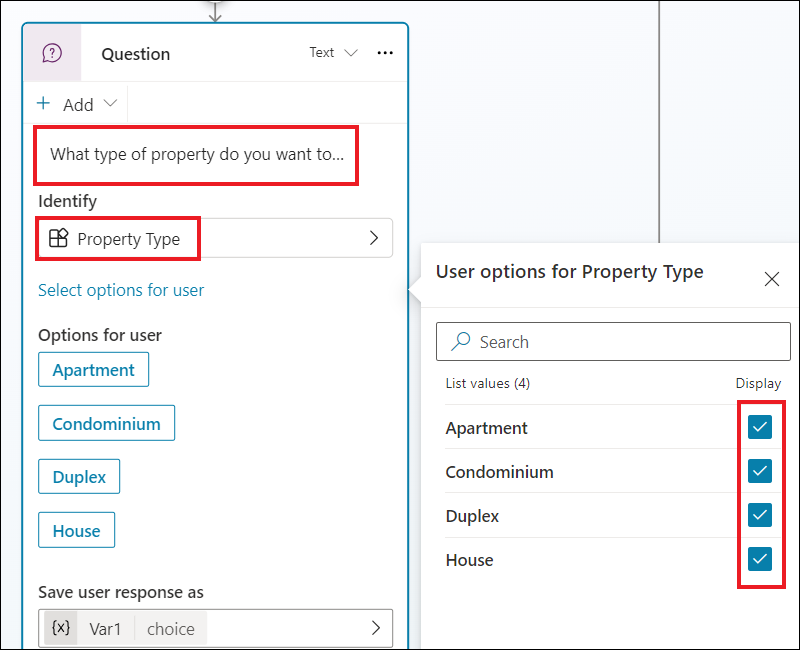 Question
Text
Add
What type of property do you want to...
Identify
Property Type
Select options for user
Options for user
Apartment
Condominium
Duplex
House
Save user response as
{x} Var1 choice
User options for Property Type
Search
List values (4) Display
Apartment
Condominium
Duplex
House